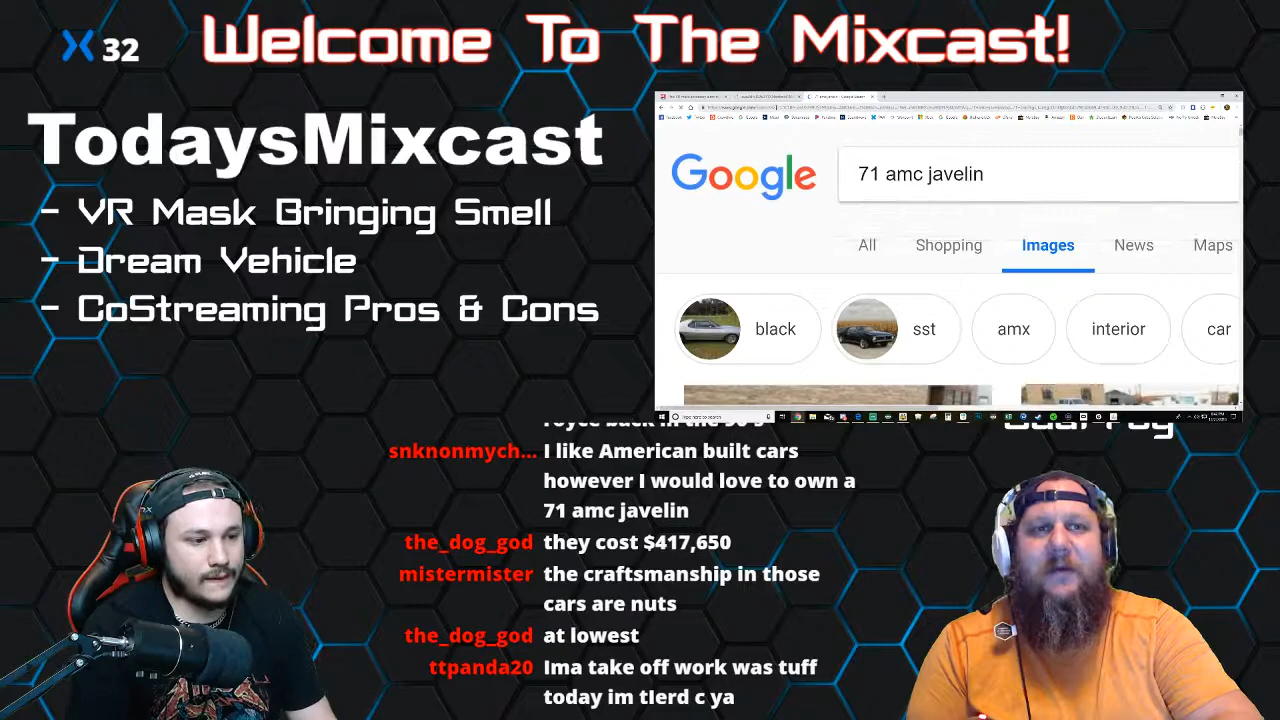 32
Welcome To The Mixcast!
TodaysMixcast
- VR Mask Bringing Smell
- Dream Vehicle
- CoStreaming Pros & Cons
Google
71 amc javelin
All Shopping Images News Maps
black sst amx interior car
snknonmych... I like American built cars
however I would love to own a
71 amc javelin
the_dog_god they cost $417,650
mistermister the craftsmanship in those
cars are nuts
the_dog_god at lowest
ttpanda20 Ima take off work was tuff
today im tIerd c ya